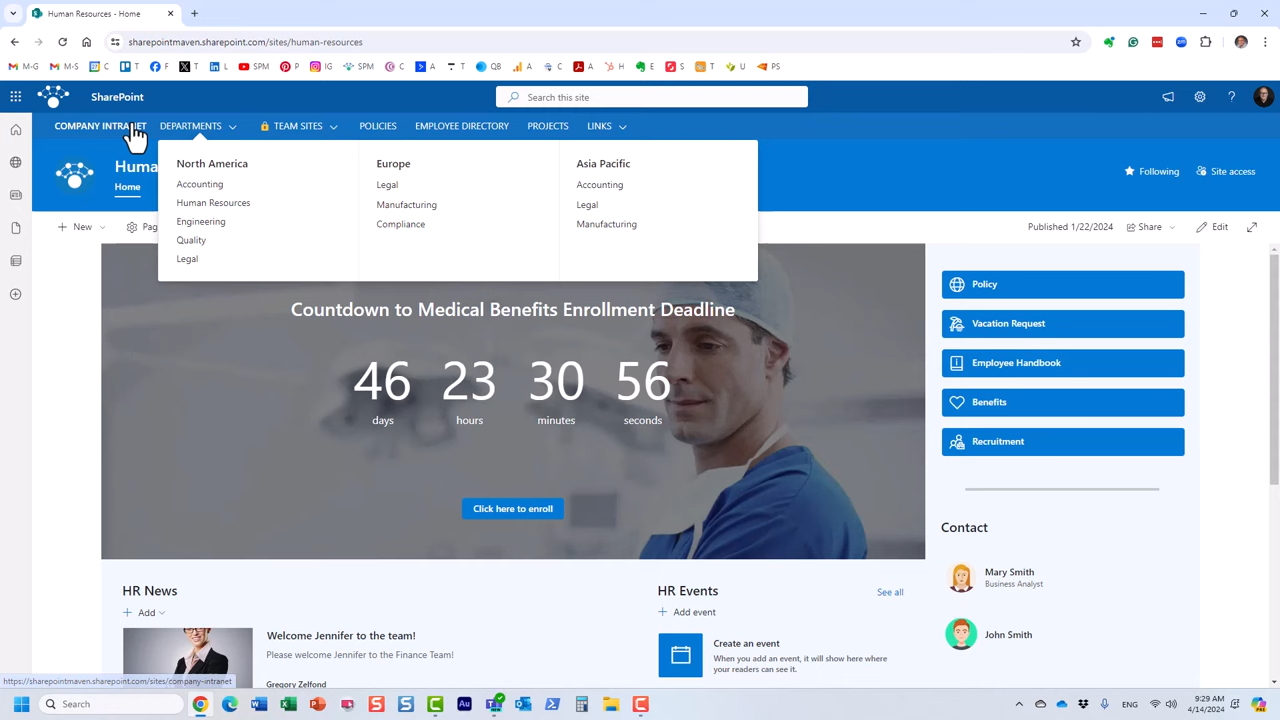 Human Resources - Home
sharepointmaven.sharepoint.com/sites/human-resources
M-G M-S C T F T IG SPM C A T QB A C A H E S T U PS
SharePoint
Search this site
COMPANY INTRANET DEPARTMENTS TEAM SITES POLICIES EMPLOYEE DIRECTORY PROJECTS LINKS
Huma
Home
Following Site access
North America
Accounting
Human Resources
Engineering
Quality
Legal
Europe
Legal
Manufacturing
Compliance
Asia Pacific
Accounting
Legal
Manufacturing
New Pag
Published 1/22/2024 Share Edit
Countdown to Medical Benefits Enrollment Deadline
46 23 30 56
days hours minutes seconds
Click here to enroll
Policy
Vacation Request
Employee Handbook
Benefits
Recruitment
Contact
Mary Smith
Business Analyst
John Smith
HR News
Add
Welcome Jennifer to the team!
Please welcome Jennifer to the Finance Team!
Gregory Zelfond
HR Events See all
Add event
Create an event
When you add an event, it will show here where
your readers can see it.
https://sharepointmaven.sharepoint.com/sites/company-intranet
Search
ENG
9:29 AM
4/14/2024